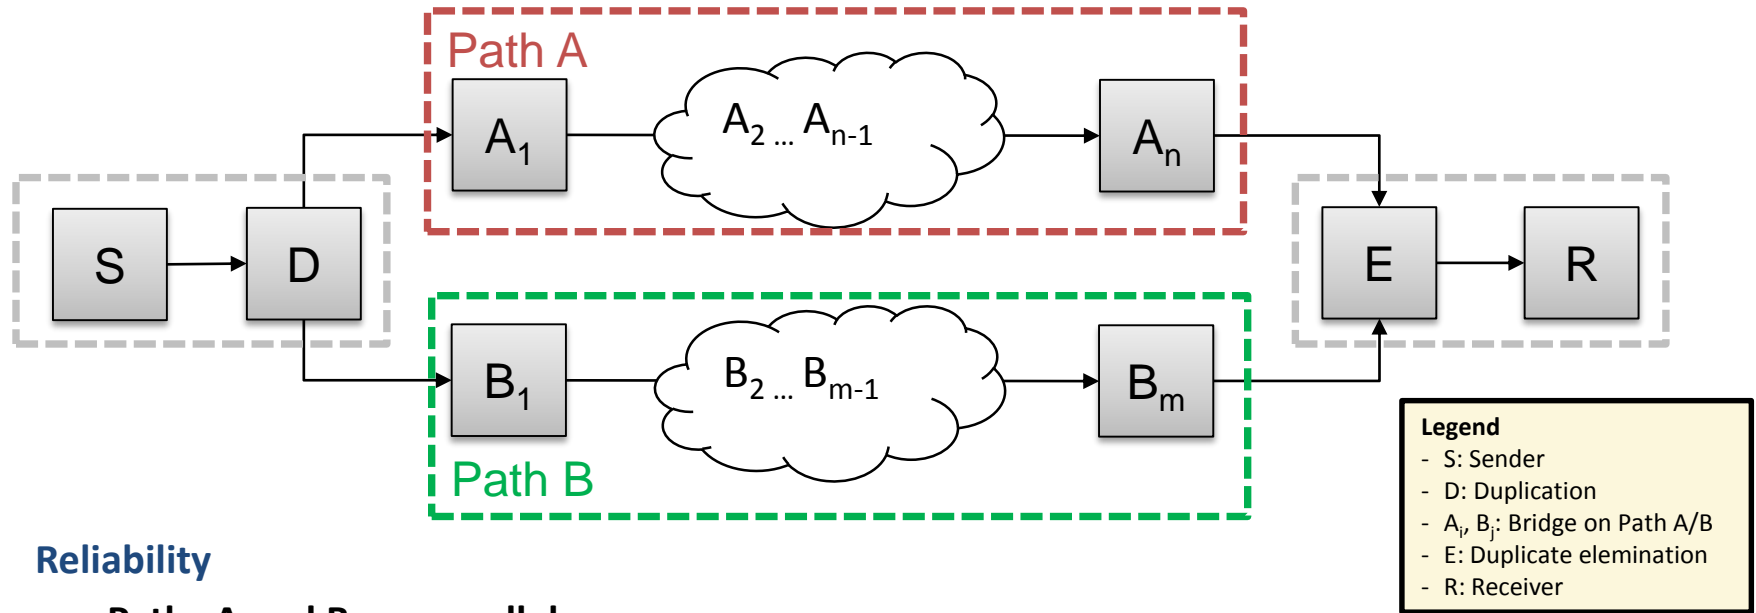 Path A
A1
A2 ... An-1
An
S
D
E
R
B1
B2 ... Bm-1
Bm
Path B
Legend
- S: Sender
- D: Duplication
- Ai, Bj: Bridge on Path A/B
- E: Duplicate elemination
- R: Receiver
Reliability